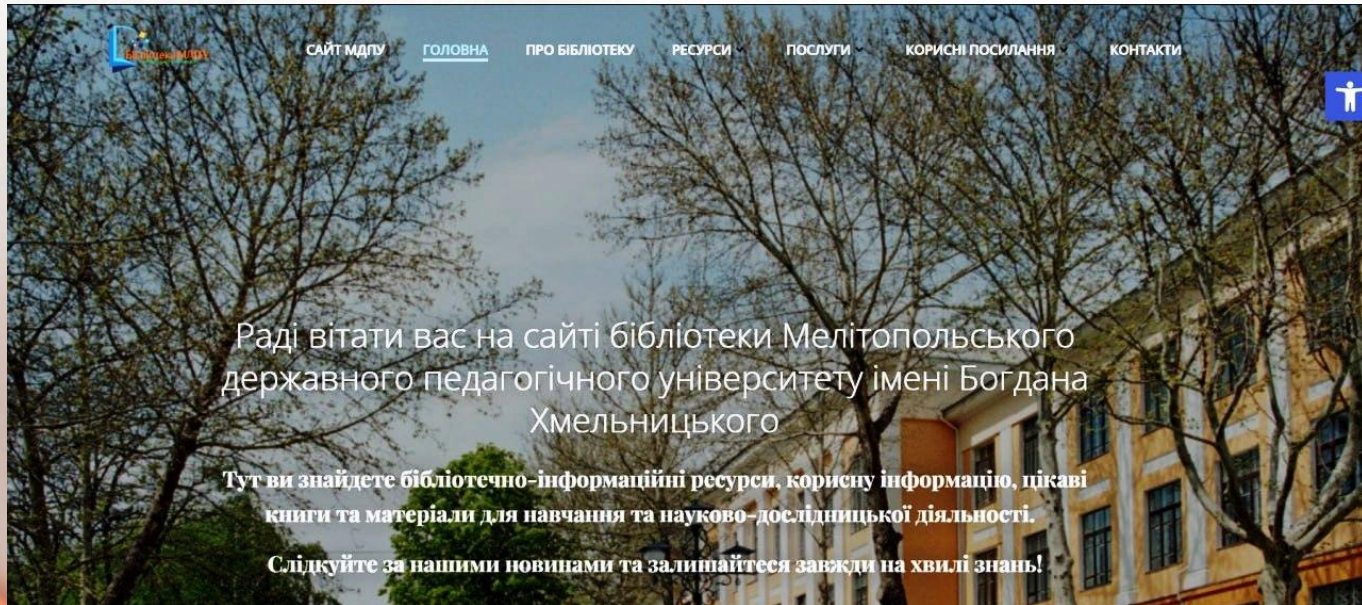 Бібліотека МДПУ
САЙТ МДПУ ГОЛОВНА ПРО БІБЛІОТЕКУ РЕСУРСИ ПОСЛУГИ КОРИСНІ ПОСИЛАННЯ КОНТАКТИ
Раді вітати вас на сайті бібліотеки Мелітопольського
державного педагогічного університету імені Богдана
Хмельницького
Тут ви знайдете бібліотечно-інформаційні ресурси, корисну інформацію, цікаві
книги та матеріали для навчання та науково-дослідницької діяльності.
Слідкуйте за нашими новинами та залишайтеся завжди на хвилі знань!